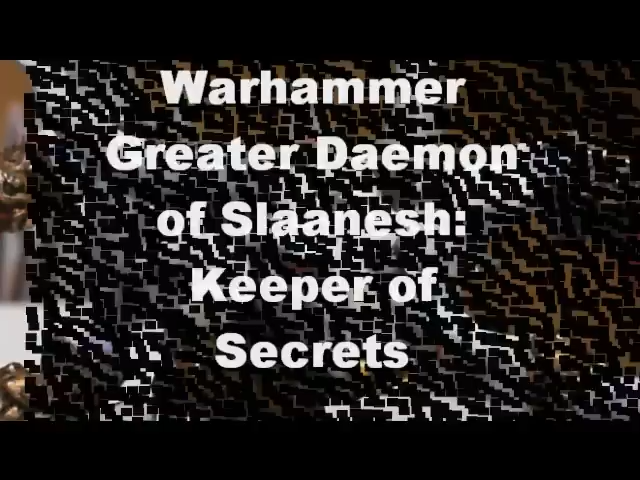 Warhammer
Greater Daemon
of Slaanesh:
Keeper of
Secrets